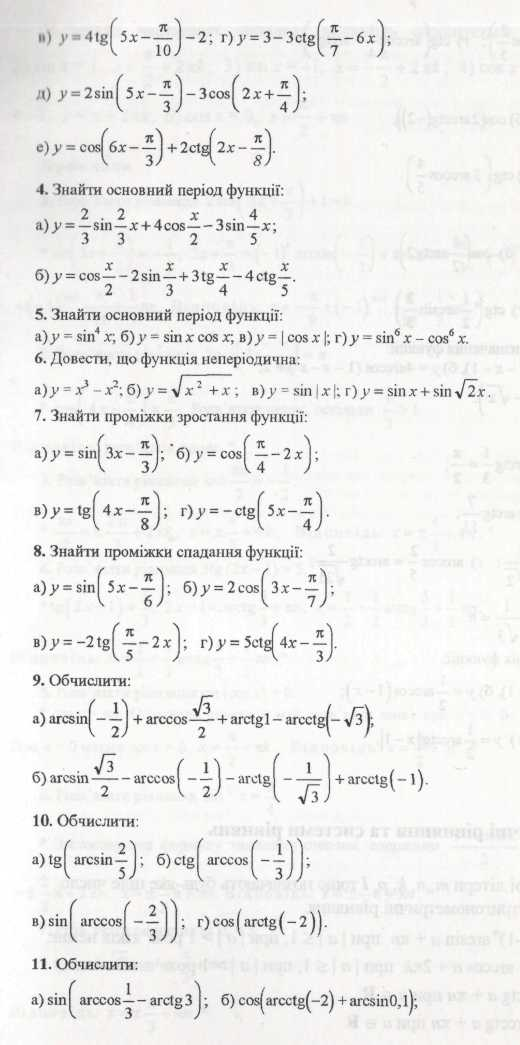 в) y = 4tg(5x − π/10) − 2; г) y = 3 − 3ctg(π/7 − 6x);
д) y = 2sin(5x − π/3) − 3cos(2x + π/4);
е) y = cos(6x − π/3) + 2ctg(2x − π/8).
4. Знайти основний період функції:
а) y = 2/3 sin 2/3 x + 4cos x/2 − 3sin 4/5 x;
б) y = cos x/2 − 2sin x/3 + 3tg x/4 − 4ctg x/5.
5. Знайти основний період функції:
а) y = sin⁴ x; б) y = sin x cos x; в) y = | cos x |; г) y = sin⁶ x − cos⁶ x.
6. Довести, що функція неперіодична:
а) y = x³ − x²; б) y = √(x² + x); в) y = sin | x |; г) y = sin x + sin √2x.
7. Знайти проміжки зростання функції:
а) y = sin(3x − π/3); б) y = cos(π/4 − 2x);
в) y = tg(4x − π/8); г) y = −ctg(5x − π/4).
8. Знайти проміжки спадання функції:
а) y = sin(5x − π/6); б) y = 2cos(3x − π/7);
в) y = −2tg(π/5 − 2x); г) y = 5ctg(4x − π/3).
9. Обчислити:
а) arcsin(−1/2) + arccos √3/2 + arctg1 − arcctg(−√3);
б) arcsin √3/2 − arccos(−1/2) − arctg(−1/√3) + arcctg(−1).
10. Обчислити:
а) tg(arcsin 2/5); б) ctg(arccos(−1/3));
в) sin(arccos(−2/3)); г) cos(arctg(−2)).
11. Обчислити:
а) sin(arccos 1/3 − arctg3); б) cos(arcctg(−2) + arcsin0,1);